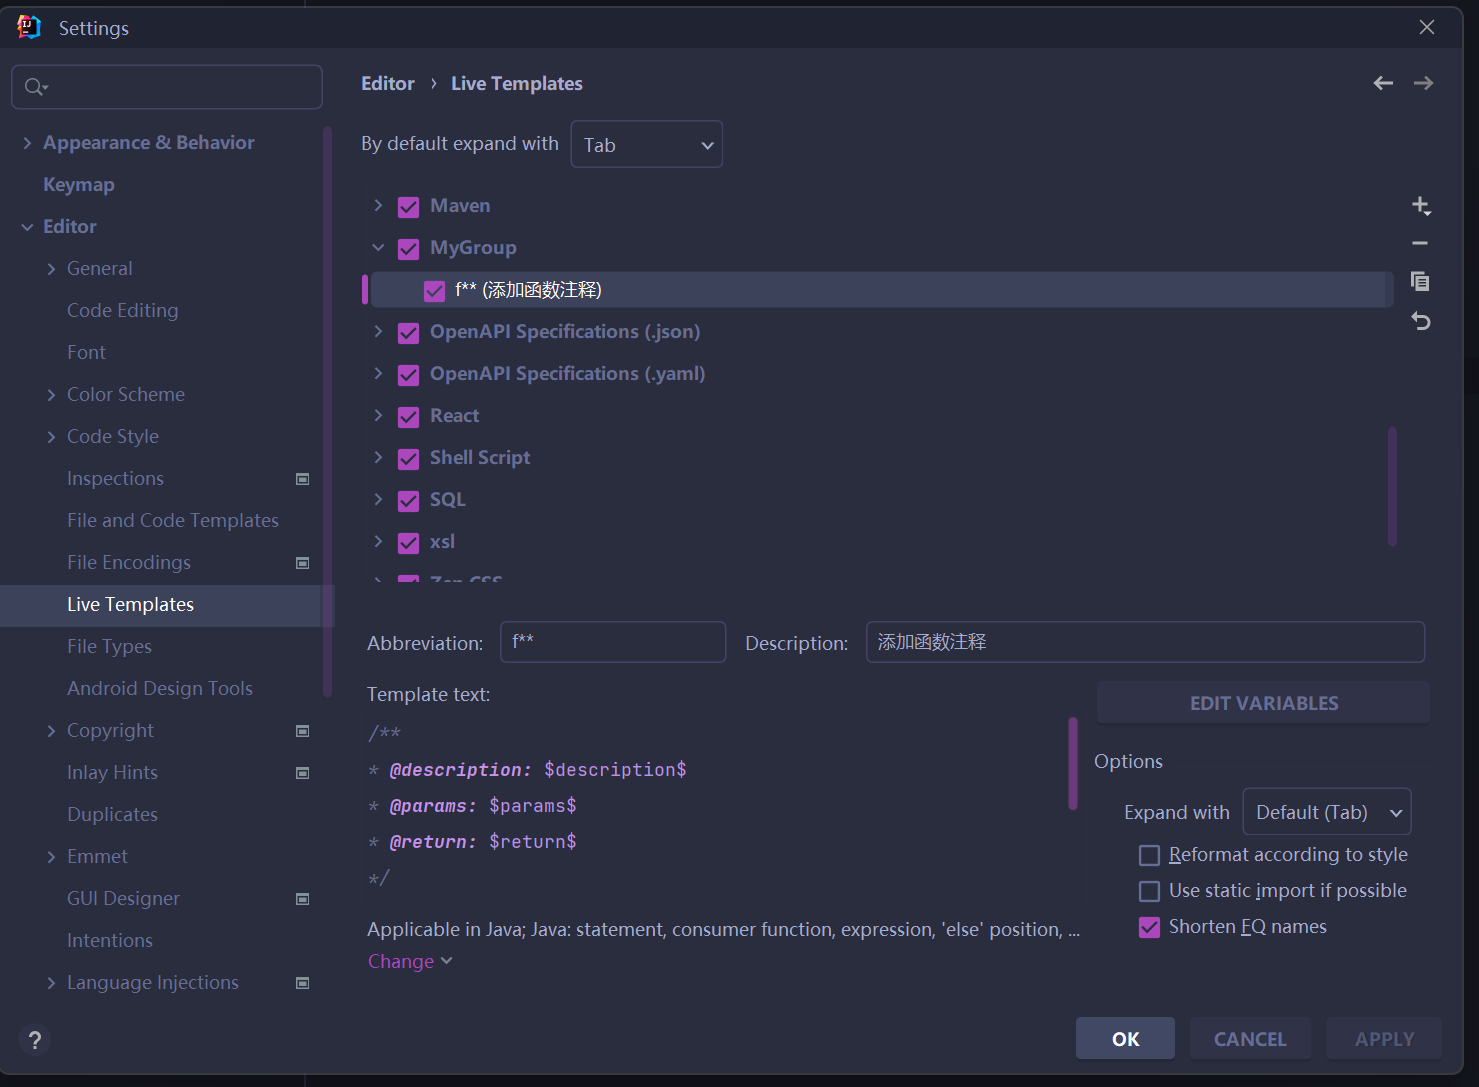 Settings
Editor › Live Templates
By default expand with Tab
Appearance & Behavior
Keymap
Editor
General
Code Editing
Font
Color Scheme
Code Style
Inspections
File and Code Templates
File Encodings
Live Templates
File Types
Android Design Tools
Copyright
Inlay Hints
Duplicates
Emmet
GUI Designer
Intentions
Language Injections
Maven
MyGroup
f** (添加函数注释)
OpenAPI Specifications (.json)
OpenAPI Specifications (.yaml)
React
Shell Script
SQL
xsl
Zen CSS
Abbreviation: f** Description: 添加函数注释
Template text:
/**
* @description: $description$
* @params: $params$
* @return: $return$
*/
EDIT VARIABLES
Options
Expand with Default (Tab)
Reformat according to style
Use static import if possible
Shorten FQ names
Applicable in Java; Java: statement, consumer function, expression, 'else' position, ...
Change
?
OK CANCEL APPLY